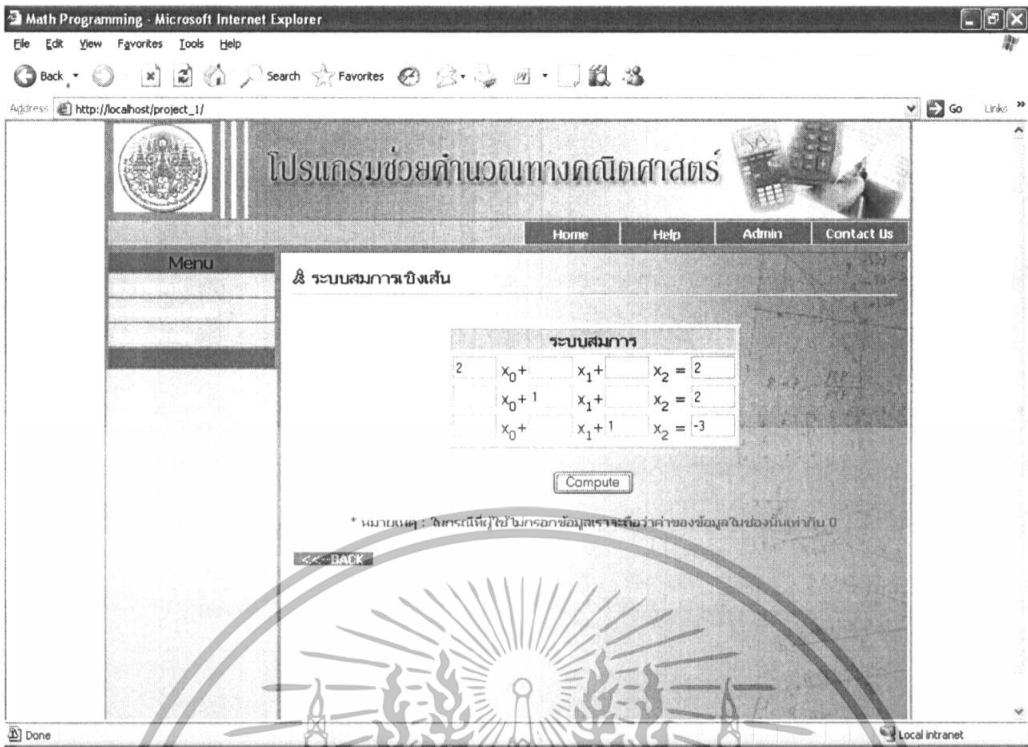 Math Programming - Microsoft Internet Explorer
File Edit View Favorites Tools Help
Back Search Favorites
Address http://localhost/project_1/ Go Links »
โปรแกรมช่วยคำนวณทางคณิตศาสตร์
Home Help Admin Contact Us
Menu
ระบบสมการเชิงเส้น
ระบบสมการ
2 x0+ x1+ x2 = 2
x0+ 1 x1+ x2 = 2
x0+ x1+ 1 x2 = -3
Compute
* หมายเหตุ : ในกรณีที่ผู้ใช้ไม่กรอกข้อมูลเราจะถือว่าค่าของข้อมูลในช่องนั้นเท่ากับ 0
<<--BACK
Done Local intranet